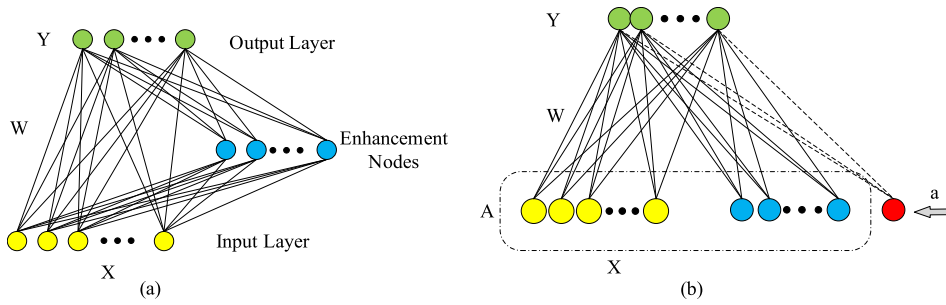 Y
Output Layer
W
Enhancement
Nodes
Input Layer
X
(a)
Y
W
A
a
X
(b)